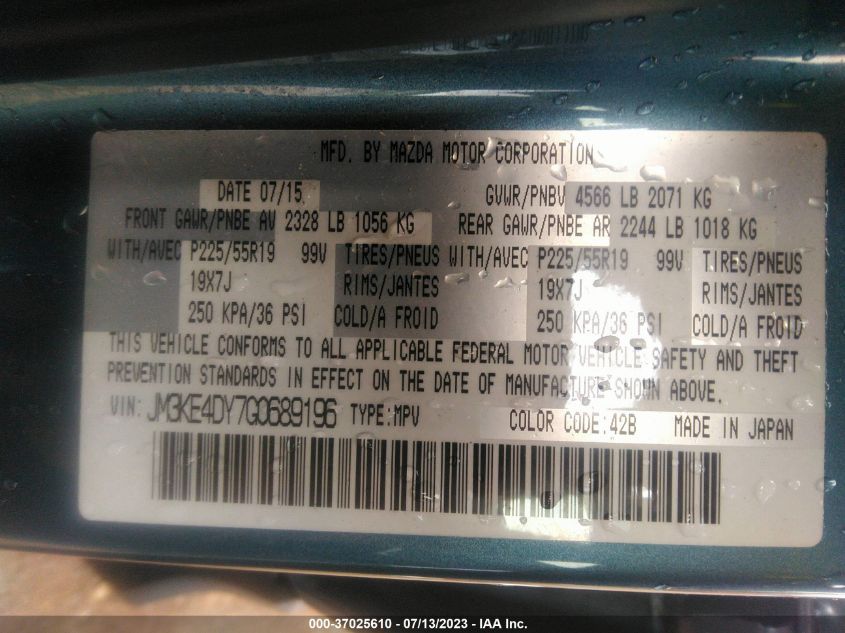 MFD. BY MAZDA MOTOR CORPORATION
DATE 07/15 GVWR/PNBV 4566 LB 2071 KG
FRONT GAWR/PNBE AV 2328 LB 1056 KG REAR GAWR/PNBE AR 2244 LB 1018 KG
WITH/AVEC P225/55R19 99V TIRES/PNEUS WITH/AVEC P225/55R19 99V TIRES/PNEUS
19X7J RIMS/JANTES 19X7J RIMS/JANTES
250 KPA/36 PSI COLD/A FROID 250 KPA/36 PSI COLD/A FROID
THIS VEHICLE CONFORMS TO ALL APPLICABLE FEDERAL MOTOR VEHICLE SAFETY AND THEFT
PREVENTION STANDARDS IN EFFECT ON THE DATE OF MANUFACTURE SHOWN ABOVE.
VIN: JM3KE4DY7G0689196 TYPE:MPV COLOR CODE:42B MADE IN JAPAN
000-37025610 - 07/13/2023 - IAA Inc.